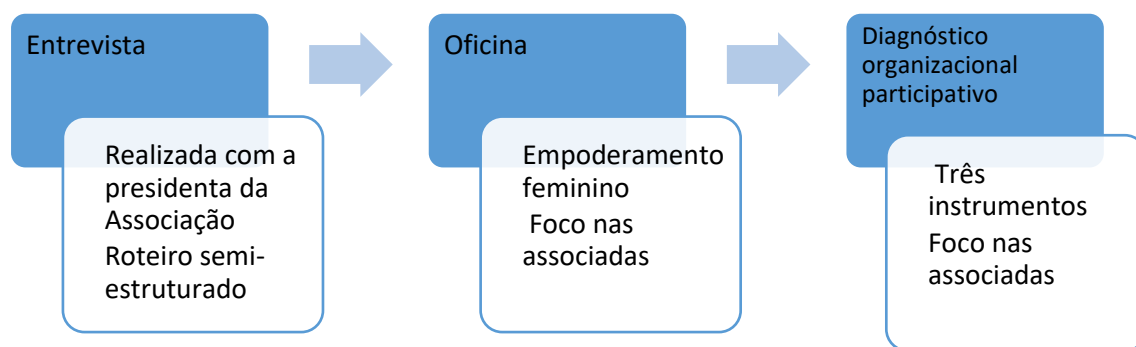 Entrevista
Realizada com a
presidenta da
Associação
Roteiro semi-
estruturado
Oficina
Empoderamento
feminino
Foco nas
associadas
Diagnóstico
organizacional
participativo
Três
instrumentos
Foco nas
associadas